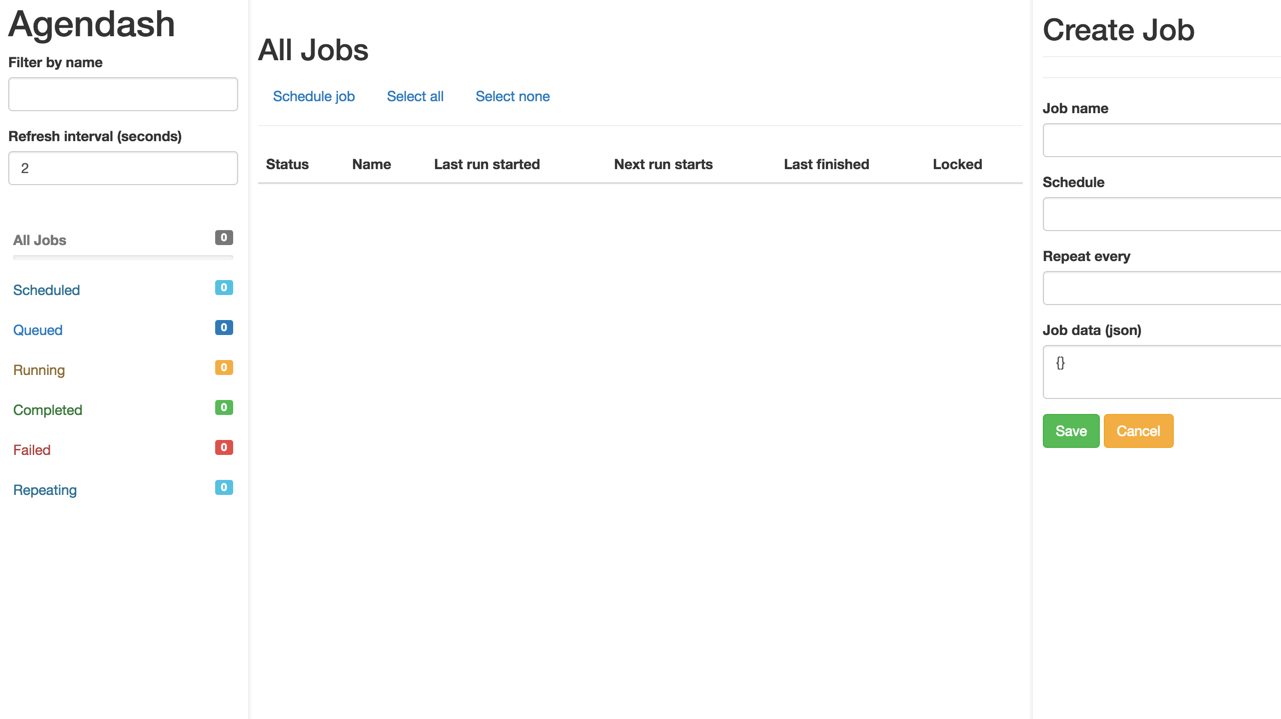 Agendash
Filter by name
Refresh interval (seconds)
2
All Jobs 0
Scheduled 0
Queued 0
Running 0
Completed 0
Failed 0
Repeating 0
All Jobs
Schedule job Select all Select none
Status Name Last run started Next run starts Last finished Locked
Create Job
Job name
Schedule
Repeat every
Job data (json)
{}
Save Cancel